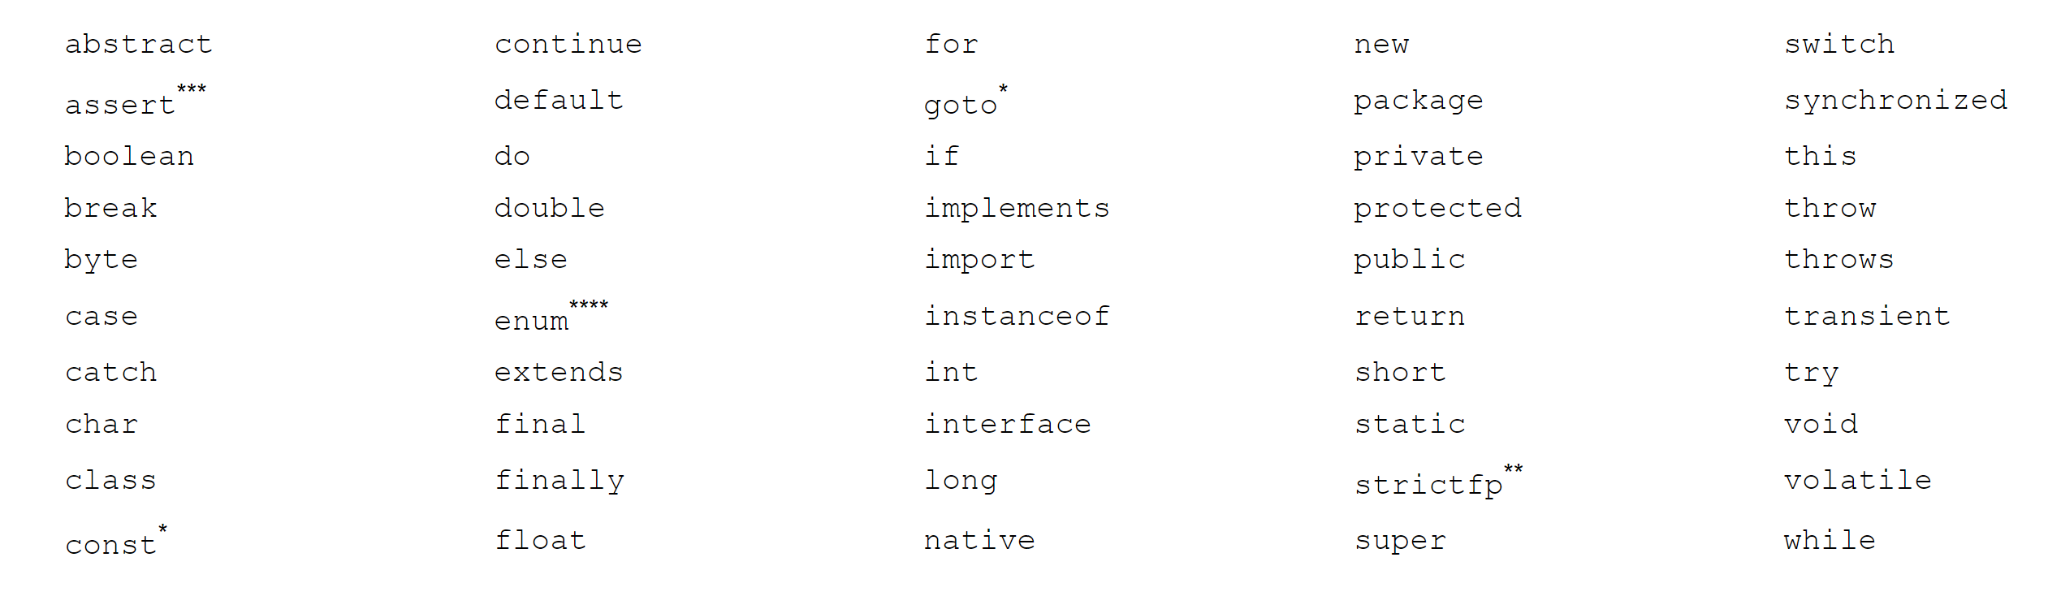 abstract continue for new switch
assert*** default goto* package synchronized
boolean do if private this
break double implements protected throw
byte else import public throws
case enum**** instanceof return transient
catch extends int short try
char final interface static void
class finally long strictfp** volatile
const* float native super while